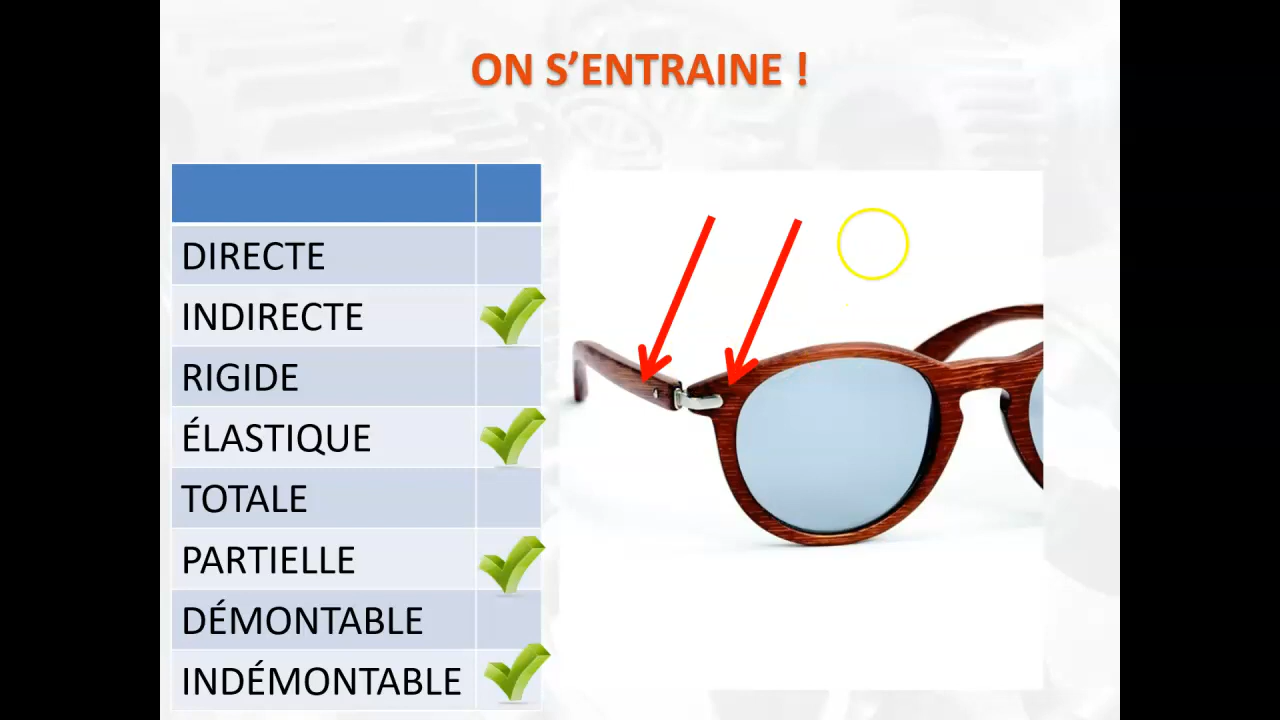 ON S’ENTRAINE !
DIRECTE
INDIRECTE
RIGIDE
ÉLASTIQUE
TOTALE
PARTIELLE
DÉMONTABLE
INDÉMONTABLE